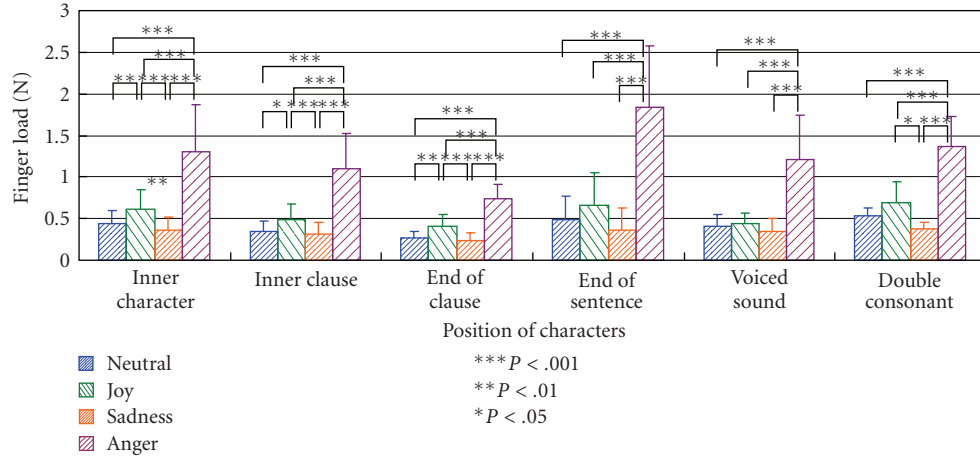 Finger load (N)
3
2.5
2
1.5
1
0.5
0
***
***
*** *** ***
**
***
***
* *** ***
***
***
*** *** ***
***
***
***
***
***
***
***
***
* ***
Inner character
Inner clause
End of clause
End of sentence
Voiced sound
Double consonant
Position of characters
Neutral
Joy
Sadness
Anger
***P < .001
**P < .01
*P < .05